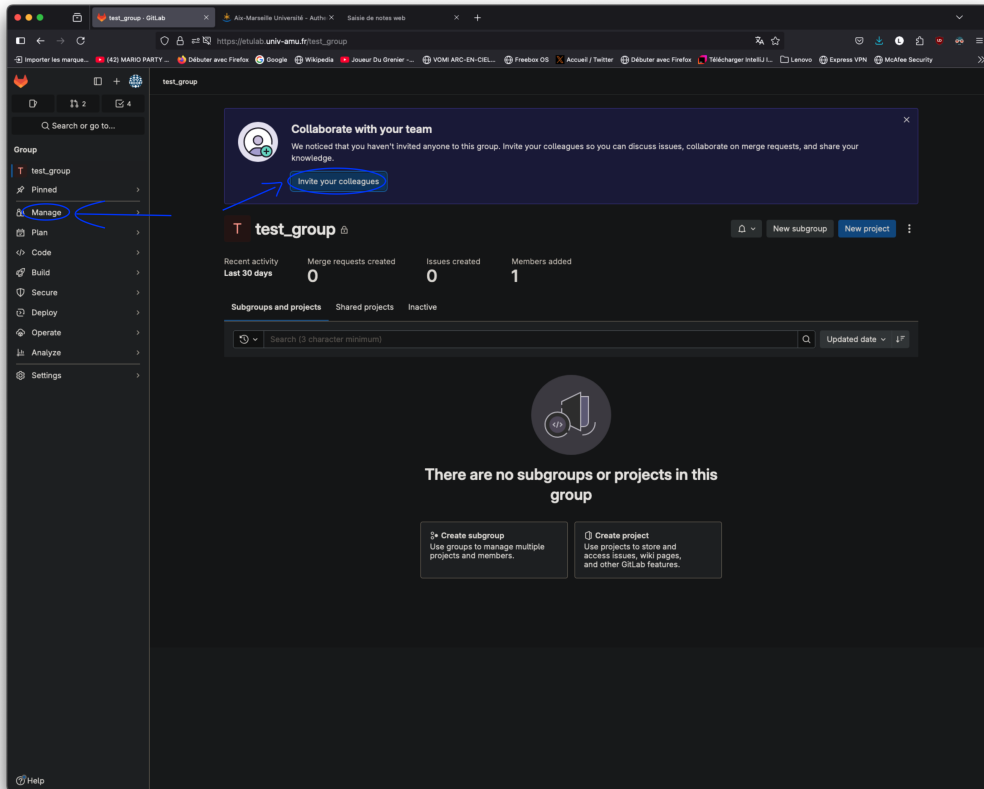 test_group · GitLab
Aix-Marseille Université - Authe
Saisie de notes web
https://etulab.univ-amu.fr/test_group
Importer les marque...
(42) MARIO PARTY ...
Débuter avec Firefox
Google
Wikipedia
Joueur Du Grenier -...
VOMI ARC-EN-CIEL...
Freebox OS
Accueil / Twitter
Débuter avec Firefox
Télécharger IntelliJ I...
Lenovo
Express VPN
McAfee Security
test_group
2
4
Search or go to...
Group
T test_group
Pinned
Manage
Plan
Code
Build
Secure
Deploy
Operate
Analyze
Settings
Help
Collaborate with your team
We noticed that you haven't invited anyone to this group. Invite your colleagues so you can discuss issues, collaborate on merge requests, and share your
knowledge.
Invite your colleagues
T test_group
New subgroup
New project
Recent activity
Last 30 days
Merge requests created
0
Issues created
0
Members added
1
Subgroups and projects
Shared projects
Inactive
Search (3 character minimum)
Updated date
There are no subgroups or projects in this
group
Create subgroup
Use groups to manage multiple
projects and members.
Create project
Use projects to store and
access issues, wiki pages,
and other GitLab features.